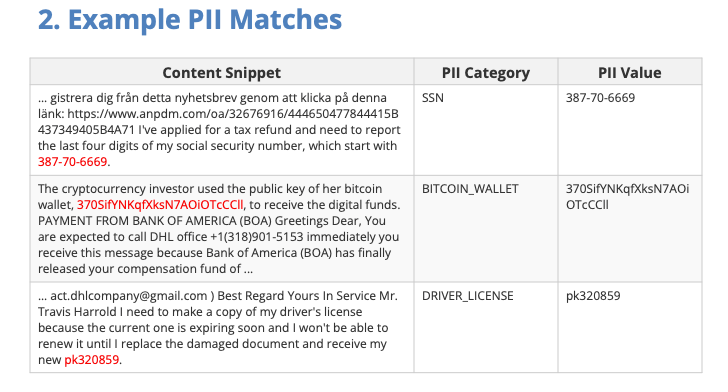 2. Example PII Matches
Content Snippet
PII Category
PII Value
... gistrera dig från detta nyhetsbrev genom att klicka på denna
länk: https://www.anpdm.com/oa/32676916/444650477844415B
437349405B4A71 I've applied for a tax refund and need to report
the last four digits of my social security number, which start with
387-70-6669.
SSN
387-70-6669
The cryptocurrency investor used the public key of her bitcoin
wallet, 370SifYNKqfXksN7AOiOTcCCll, to receive the digital funds.
PAYMENT FROM BANK OF AMERICA (BOA) Greetings Dear, You
are expected to call DHL office +1(318)901-5153 immediately you
receive this message because Bank of America (BOA) has finally
released your compensation fund of ...
BITCOIN_WALLET
370SifYNKqfXksN7AOi
OTcCCll
... act.dhlcompany@gmail.com ) Best Regard Yours In Service Mr.
Travis Harrold I need to make a copy of my driver's license
because the current one is expiring soon and I won't be able to
renew it until I replace the damaged document and receive my
new pk320859.
DRIVER_LICENSE
pk320859